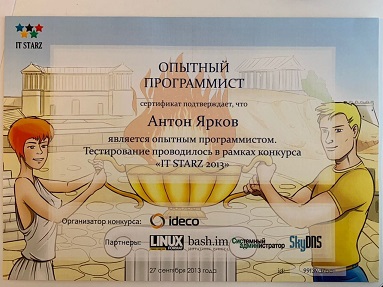 IT STARZ
ОПЫТНЫЙ
ПРОГРАММИСТ
сертификат подтверждает, что
Антон Ярков
является опытным программистом.
Тестирование проводилось в рамках конкурса
«IT STARZ 2013»
Организатор конкурса: ideco
Партнеры: LINUX bash.im Системный администратор SkyDNS
27 сентября 2013 года